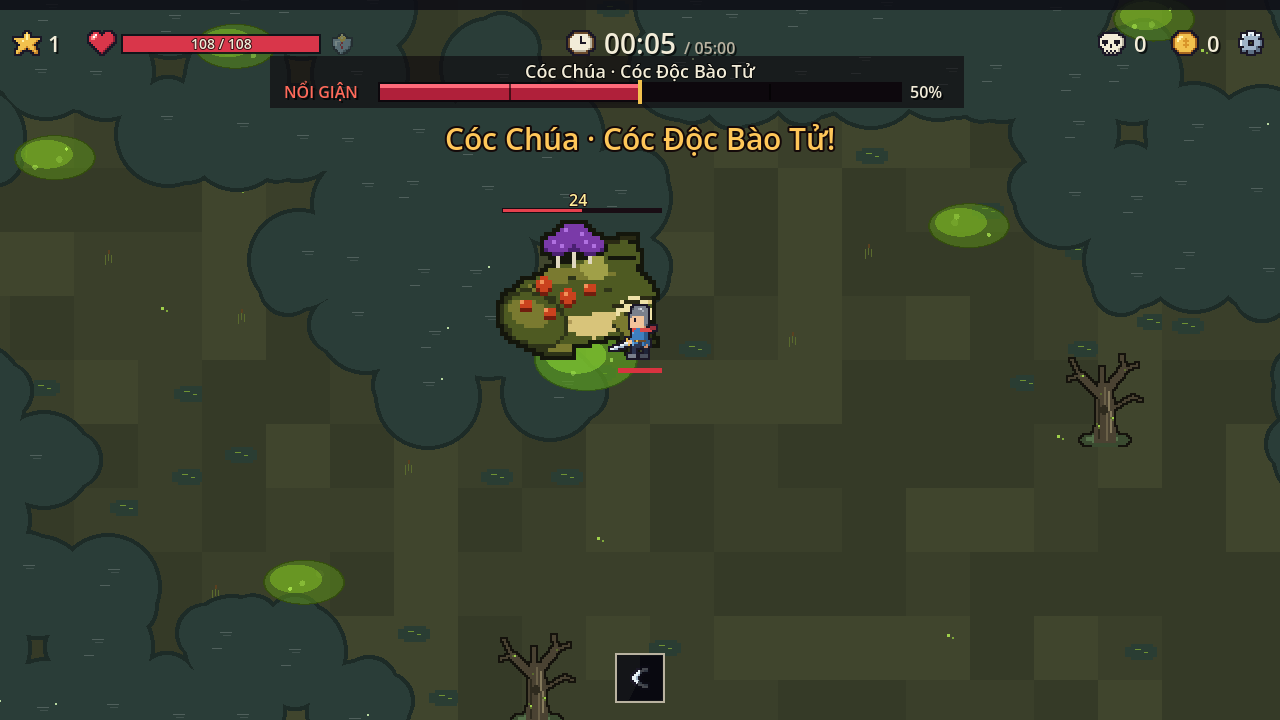 1
108 / 108
00:05 / 05:00
0
.0
Cóc Chúa · Cóc Độc Bào Tử
NỔI GIẬN
50%
Cóc Chúa · Cóc Độc Bào Tử!
24